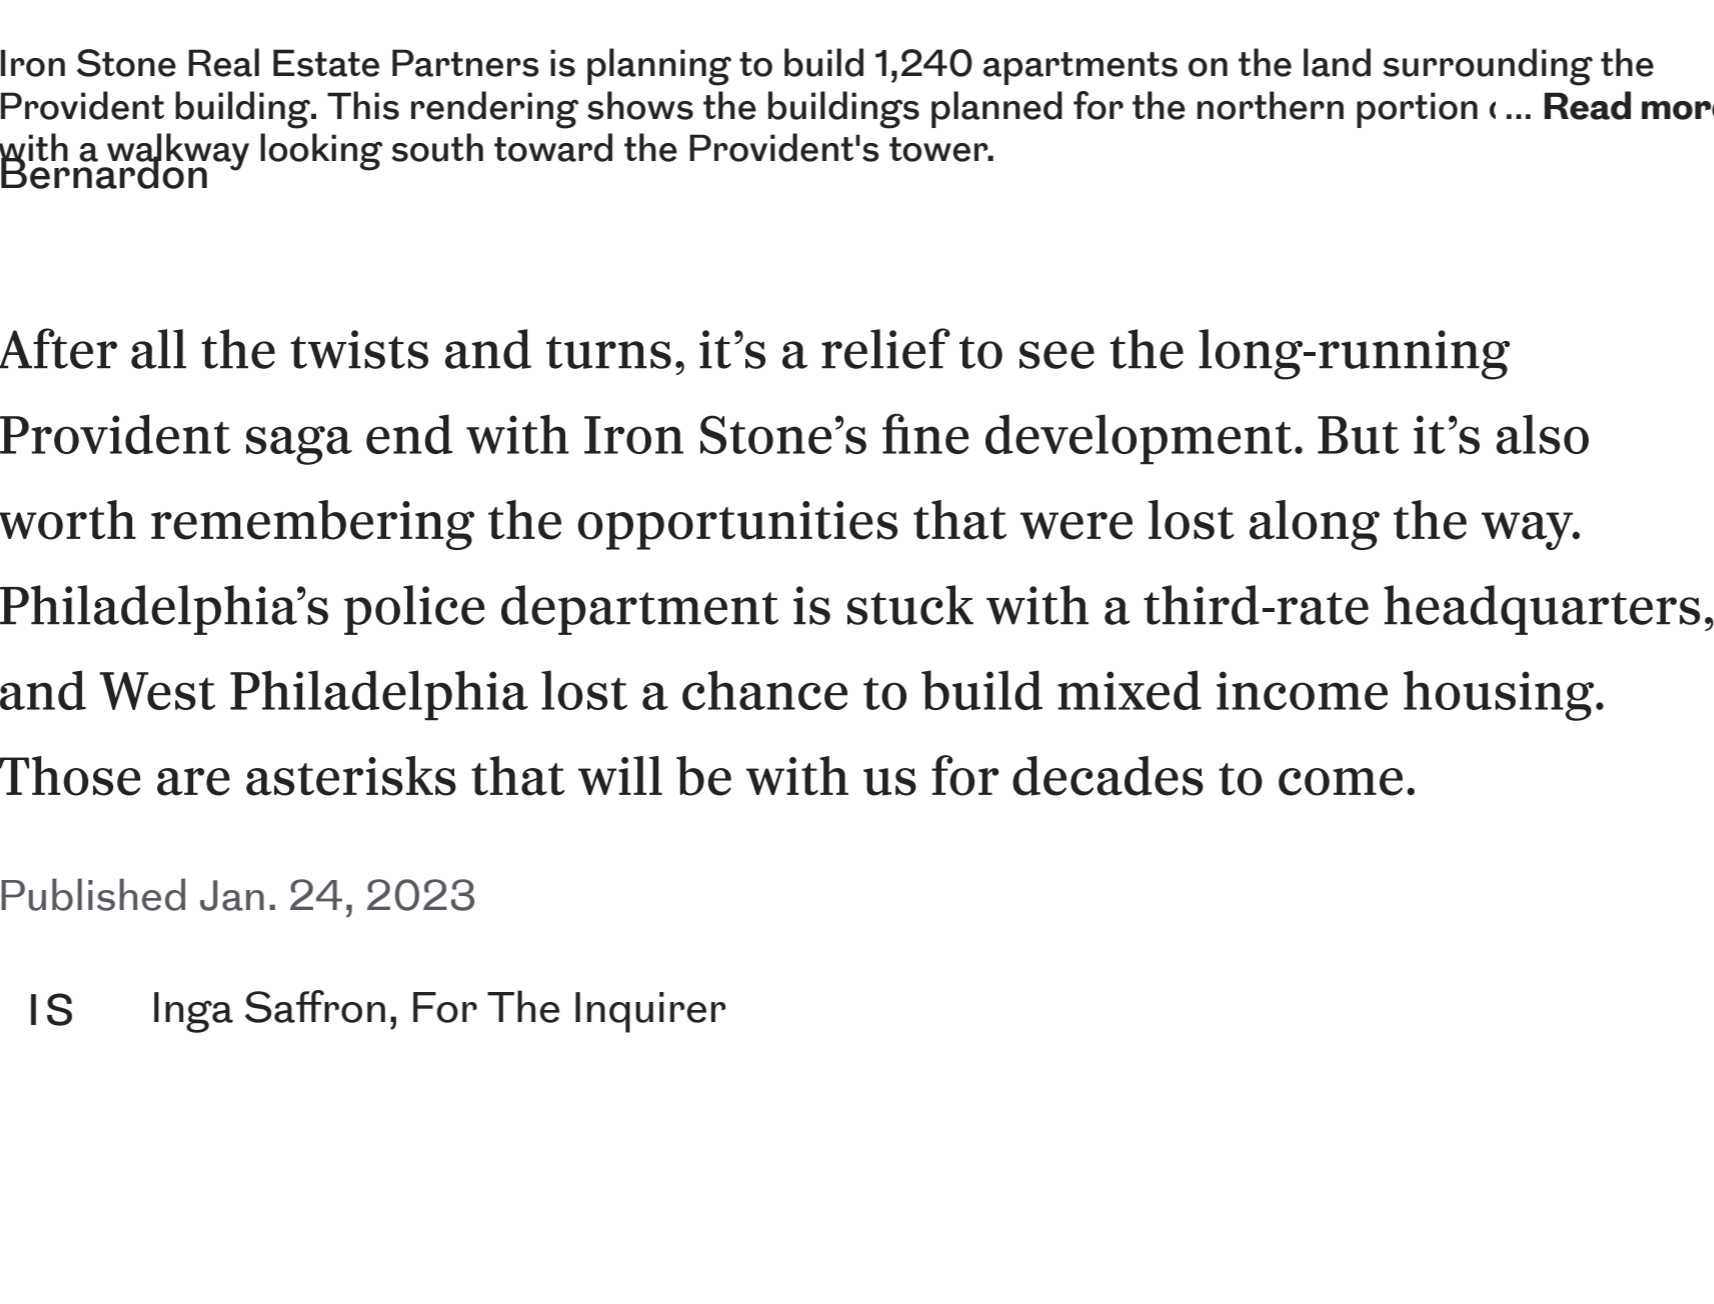 Iron Stone Real Estate Partners is planning to build 1,240 apartments on the land surrounding the
Provident building. This rendering shows the buildings planned for the northern portion ... Read more
with a walkway looking south toward the Provident's tower.
Bernardon
After all the twists and turns, it’s a relief to see the long-running
Provident saga end with Iron Stone’s fine development. But it’s also
worth remembering the opportunities that were lost along the way.
Philadelphia’s police department is stuck with a third-rate headquarters,
and West Philadelphia lost a chance to build mixed income housing.
Those are asterisks that will be with us for decades to come.
Published Jan. 24, 2023
IS Inga Saffron, For The Inquirer